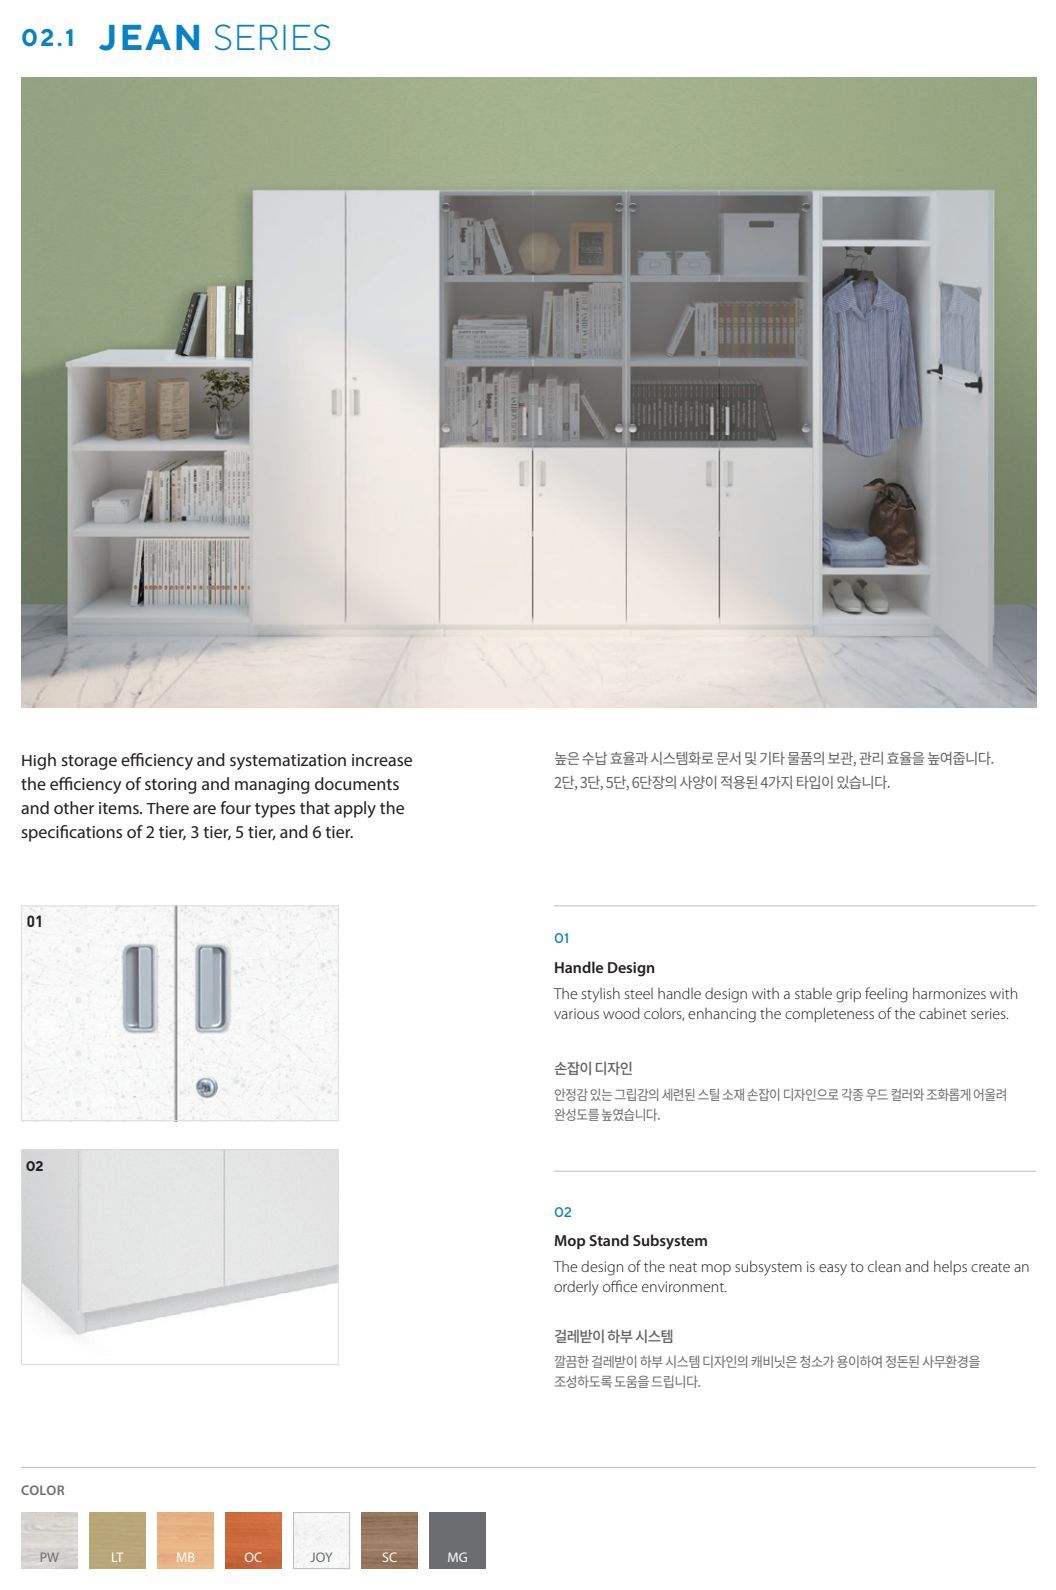 02.1 JEAN SERIES
High storage efficiency and systematization increase
the efficiency of storing and managing documents
and other items. There are four types that apply the
specifications of 2 tier, 3 tier, 5 tier, and 6 tier.
높은 수납 효율과 시스템화로 문서 및 기타 물품의 보관, 관리 효율을 높여줍니다.
2단, 3단, 5단, 6단장의 사양이 적용된 4가지 타입이 있습니다.
01
01
Handle Design
The stylish steel handle design with a stable grip feeling harmonizes with
various wood colors, enhancing the completeness of the cabinet series.
손잡이 디자인
안정감 있는 그립감의 세련된 스틸 소재 손잡이 디자인으로 각종 우드 컬러와 조화롭게 어울려
완성도를 높였습니다.
02
02
Mop Stand Subsystem
The design of the neat mop subsystem is easy to clean and helps create an
orderly office environment.
걸레받이 하부 시스템
깔끔한 걸레받이 하부 시스템 디자인의 캐비닛은 청소가 용이하여 정돈된 사무환경을
조성하도록 도움을 드립니다.
COLOR
PW LT MB OC JOY SC MG